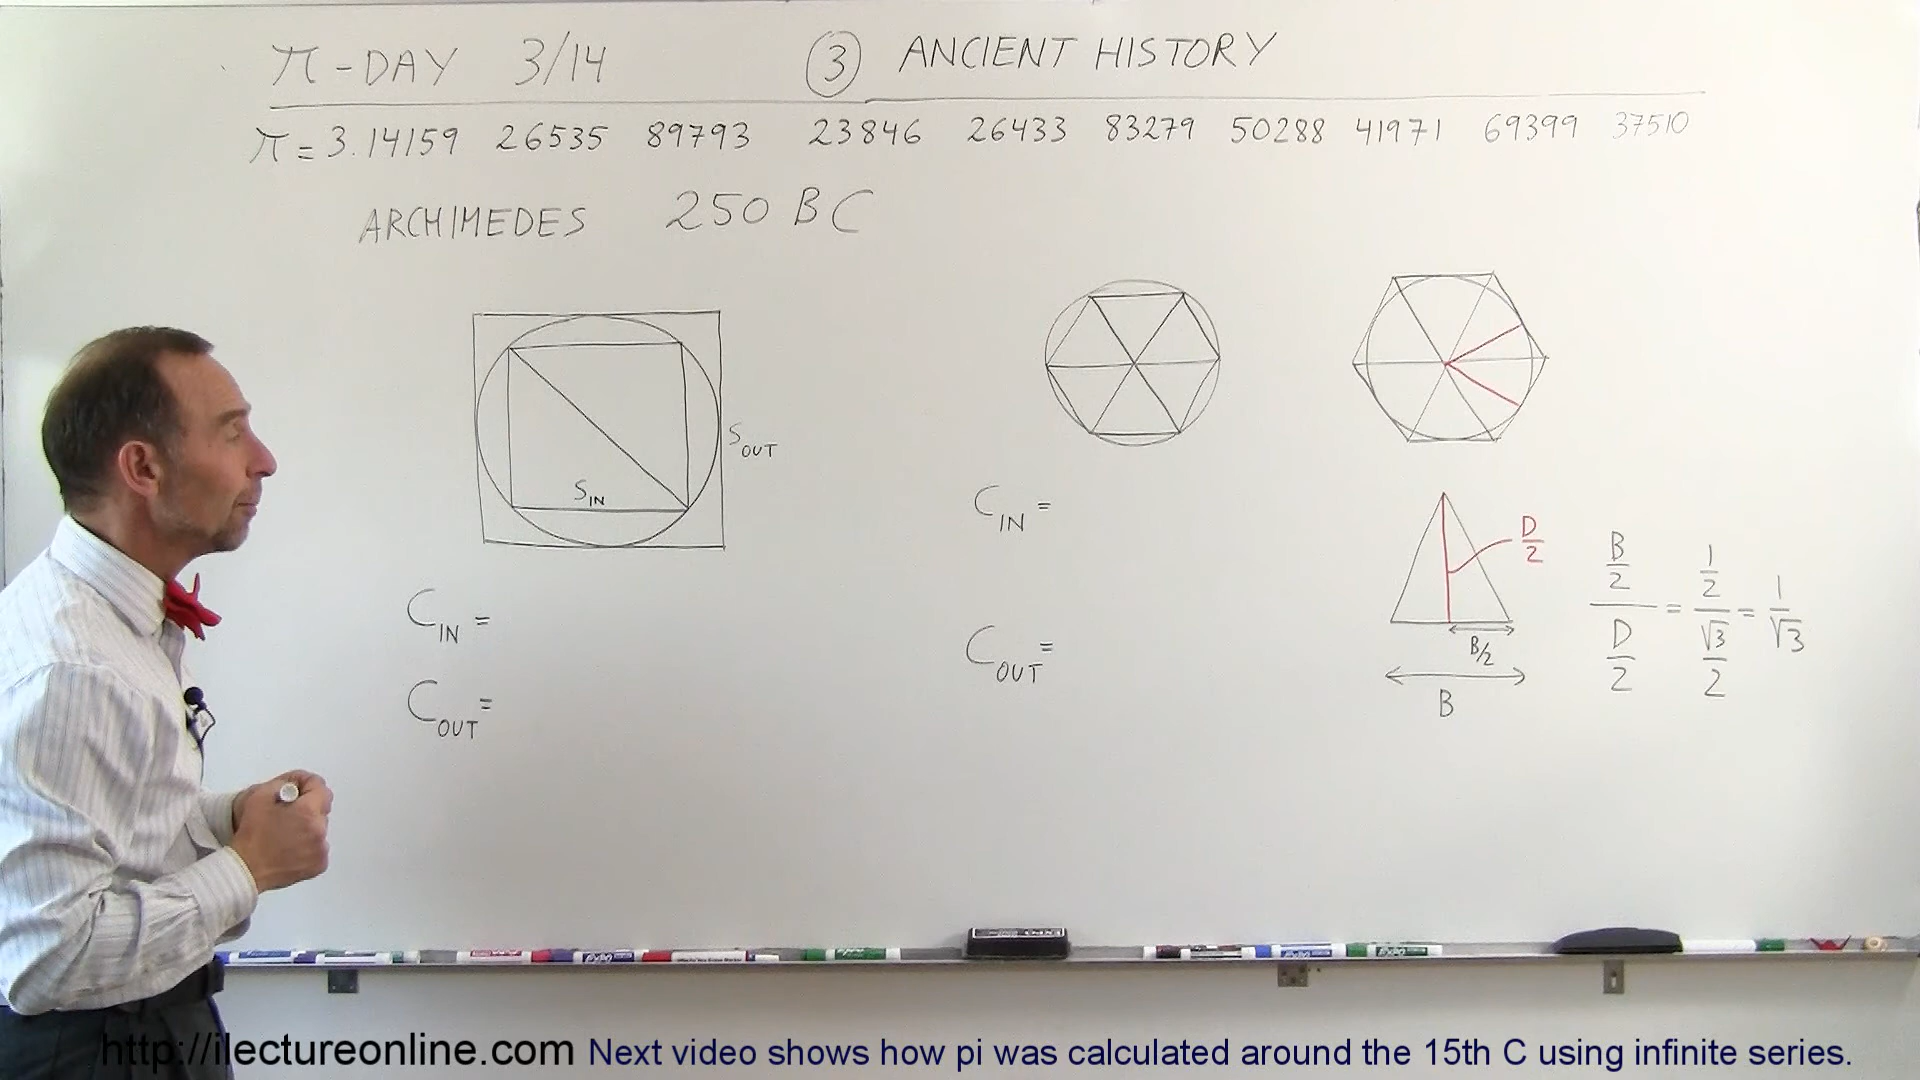 π-DAY 3/14 ③ ANCIENT HISTORY
π = 3.14159 26535 89793 23846 26433 83279 50288 41971 69399 37510
ARCHIMEDES 250 BC
S_OUT
S_IN
C_IN =
C_OUT =
C_IN =
C_OUT =
D/2
B/2
B
(B/2)/(D/2) = (1/2)/(√3/2) = 1/√3
http://ilectureonline.com Next video shows how pi was calculated around the 15th C using infinite series.